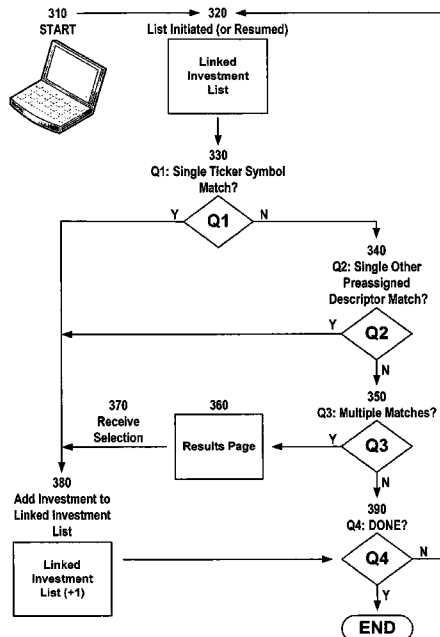 310
START
320
List Initiated (or Resumed)
Linked
Investment
List
330
Q1: Single Ticker Symbol
Match?
Y
Q1
N
340
Q2: Single Other
Preassigned
Descriptor Match?
Y
Q2
N
350
Q3: Multiple Matches?
370
Receive
Selection
360
Results Page
Y
Q3
N
380
Add Investment to
Linked Investment
List
390
Q4: DONE?
Linked
Investment
List (+1)
Q4
N
Y
END